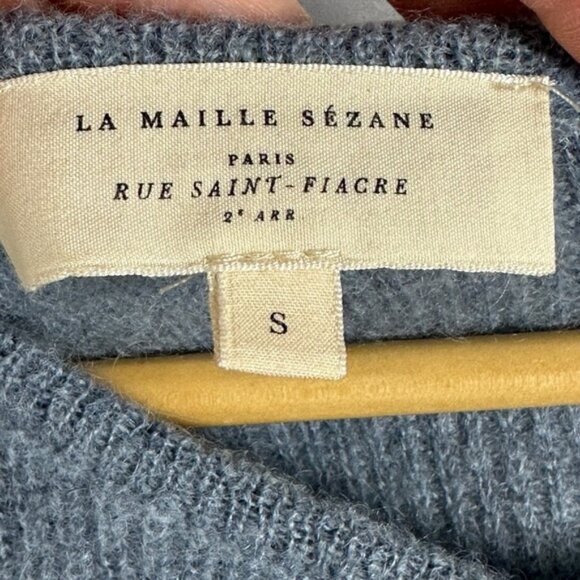 LA MAILLE SÉZANE
PARIS
RUE SAINT-FIACRE
2e ARR
S